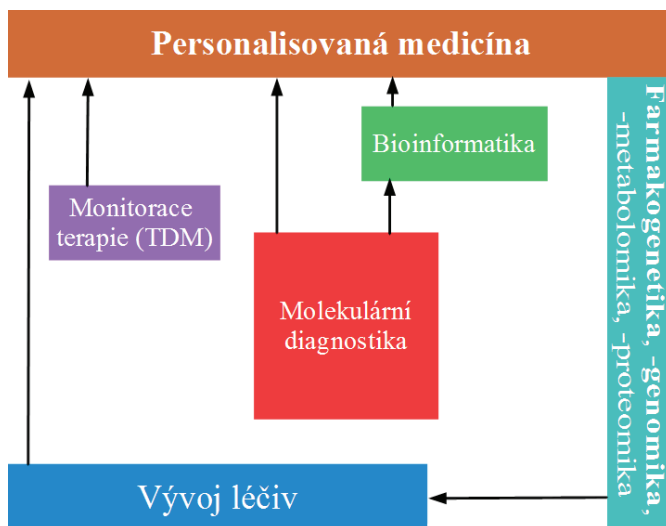 Personalisovaná medicína
Bioinformatika
Monitorace
terapie (TDM)
Molekulární
diagnostika
Vývoj léčiv
Farmakogenetika, -genomika,
-metabolomika, -proteomika